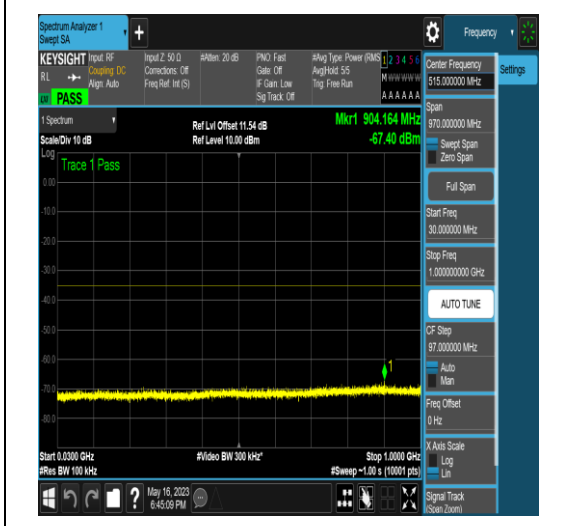 Spectrum Analyzer 1
Swept SA
Frequency
KEYSIGHT
RL
PASS
Input: RF
Coupling: DC
Align: Auto
Input Z: 50 Ω
Corrections: Off
Freq Ref: Int (S)
#Atten: 20 dB
PNO: Fast
Gate: Off
IF Gain: Low
Sig Track: Off
#Avg Type: Power (RMS
Avg|Hold: 5/5
Trig: Free Run
1 2 3 4 5 6
M W W W W W
A A A A A A
1 Spectrum
Scale/Div 10 dB
Ref Lvl Offset 11.54 dB
Ref Level 10.00 dBm
Mkr1 904.164 MHz
-67.40 dBm
Log
Trace 1 Pass
0.00
-10.0
-20.0
-30.0
-40.0
-50.0
-60.0
-70.0
-80.0
1
Start 0.0300 GHz
#Res BW 100 kHz
#Video BW 300 kHz*
Stop 1.0000 GHz
#Sweep ~1.00 s (10001 pts)
May 16, 2023
6:45:09 PM
Center Frequency
515.000000 MHz
Settings
Span
970.000000 MHz
Swept Span
Zero Span
Full Span
Start Freq
30.000000 MHz
Stop Freq
1.000000000 GHz
AUTO TUNE
CF Step
97.000000 MHz
Auto
Man
Freq Offset
0 Hz
X Axis Scale
Log
Lin
Signal Track
(Span Zoom)